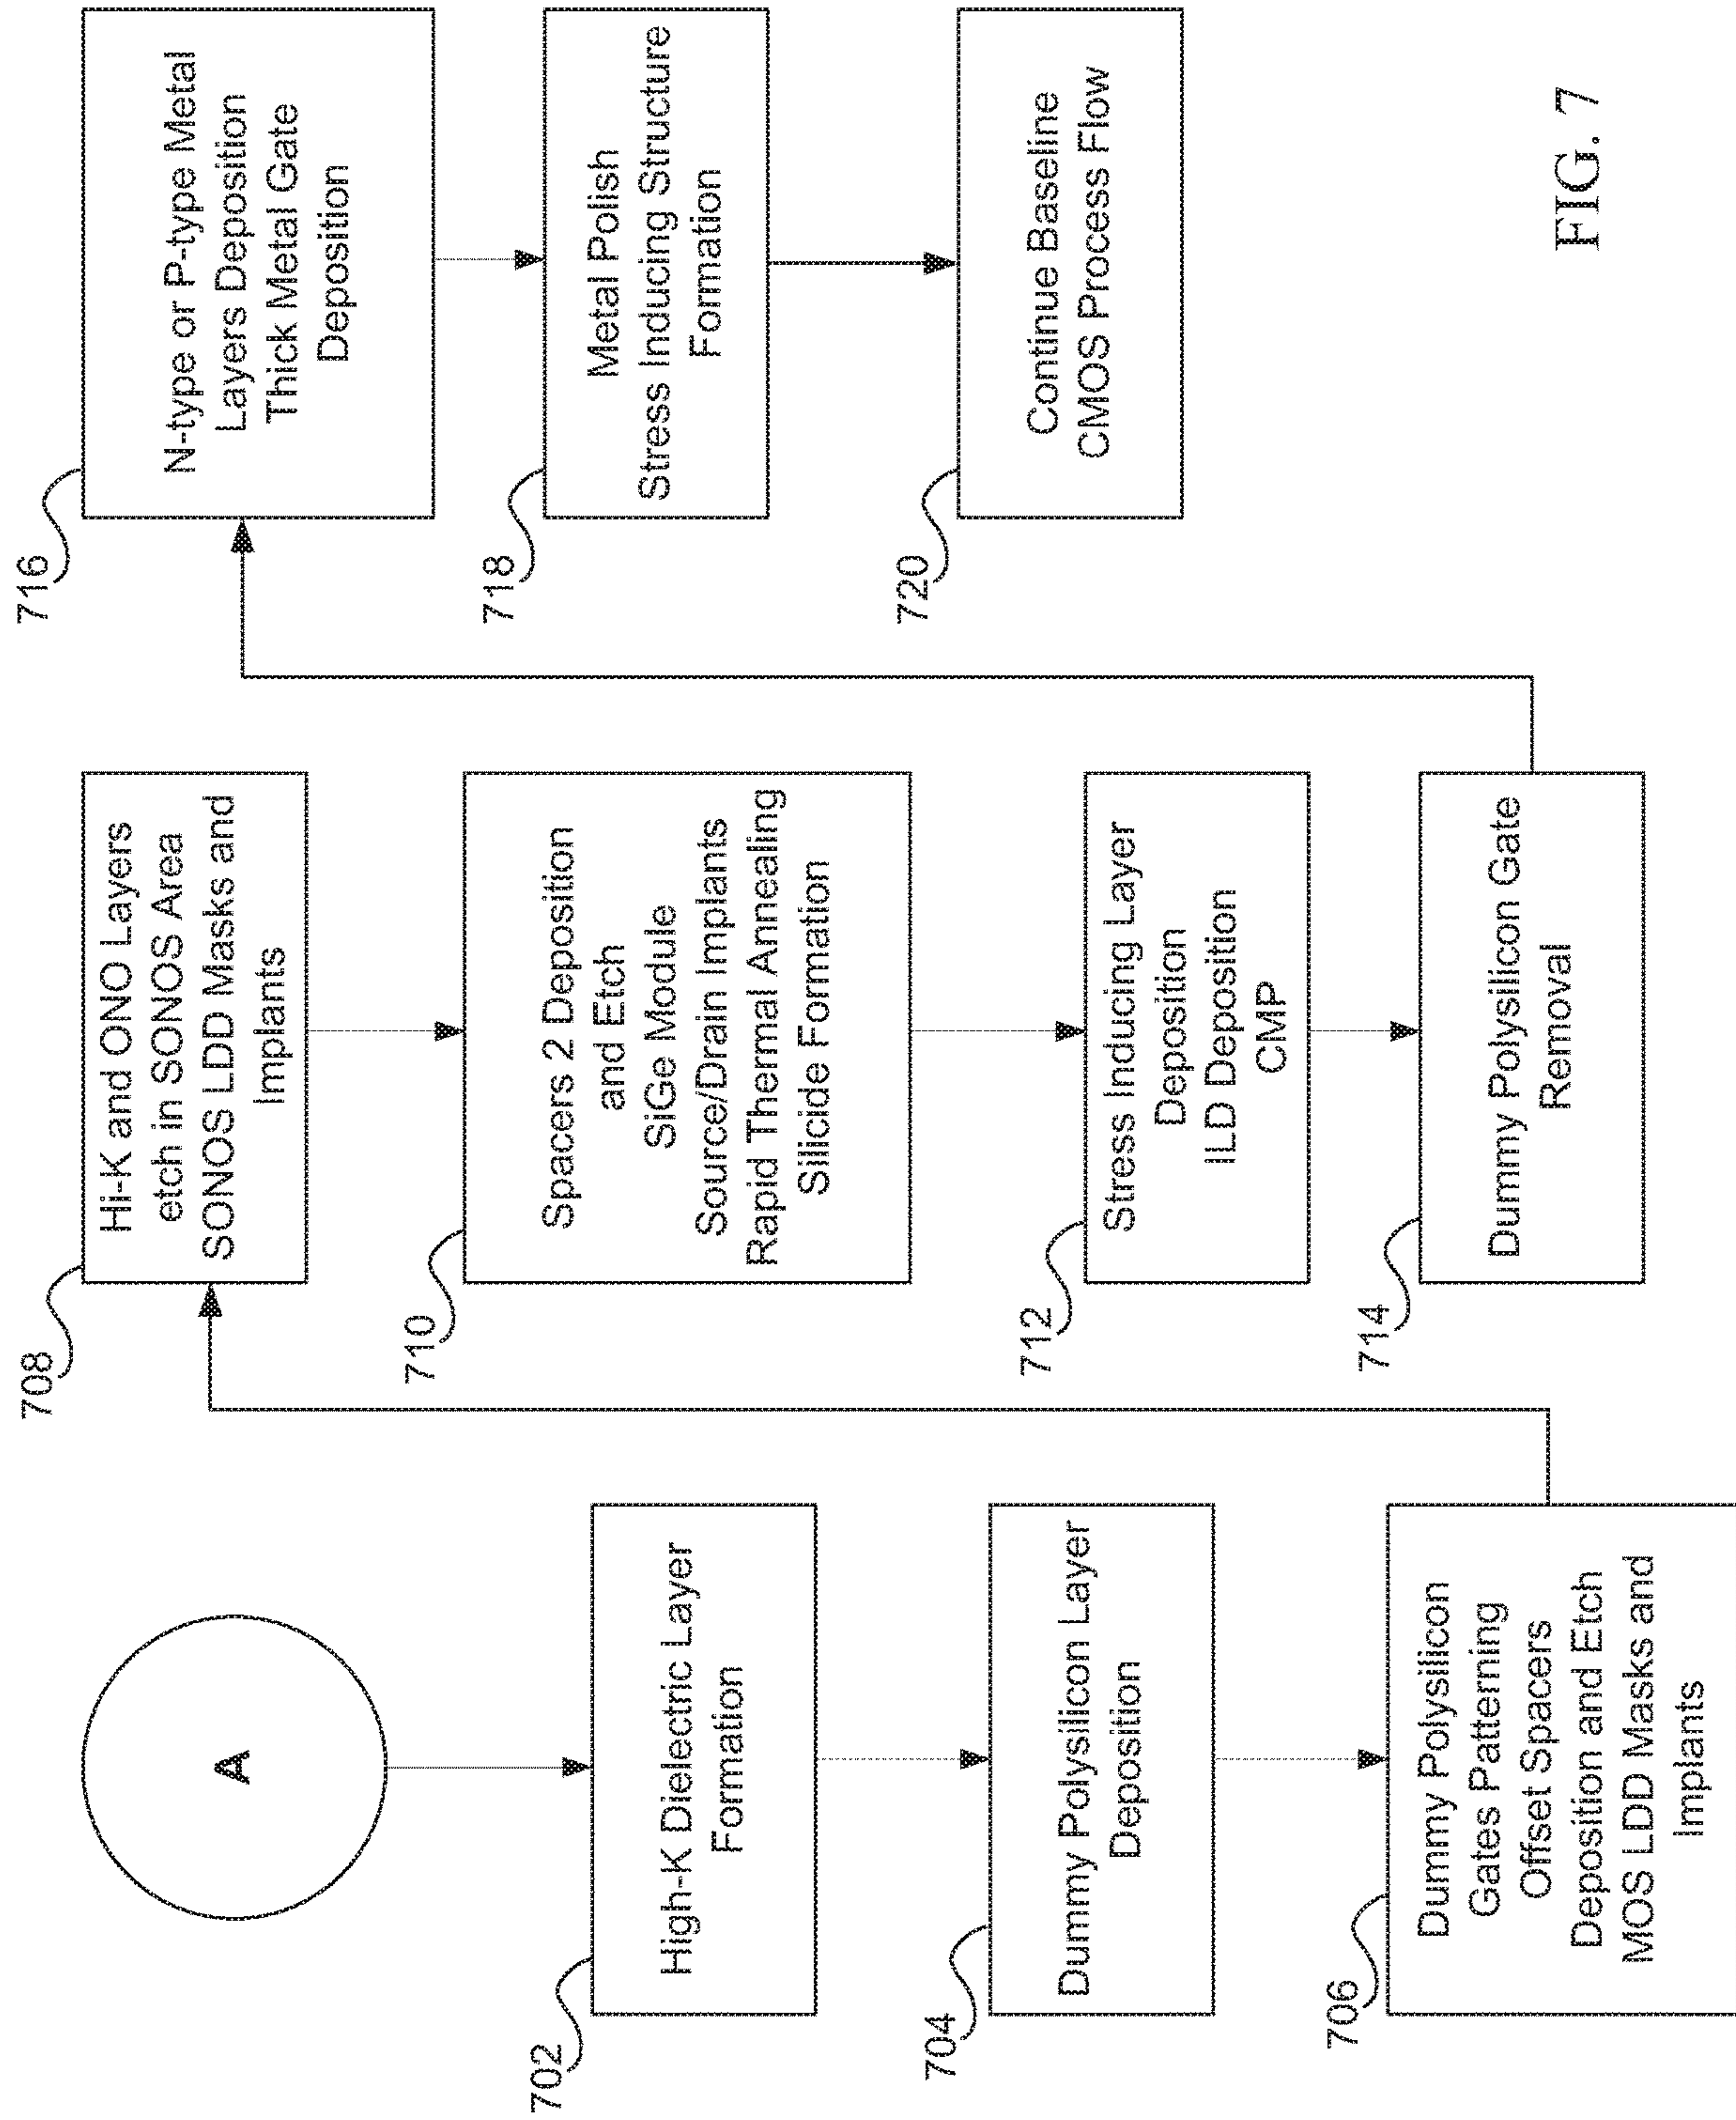 A
702
High-K Dielectric Layer
Formation
704
Dummy Polysilicon Layer
Deposition
706
Dummy Polysilicon
Gates Patterning
Offset Spacers
Deposition and Etch
MOS LDD Masks and
Implants
708
Hi-K and ONO Layers
etch in SONOS Area
SONOS LDD Masks and
Implants
710
Spacers 2 Deposition
and Etch
SiGe Module
Source/Drain Implants
Rapid Thermal Annealing
Silicide Formation
712
Stress Inducing Layer
Deposition
ILD Deposition
CMP
714
Dummy Polysilicon Gate
Removal
716
N-type or P-type Metal
Layers Deposition
Thick Metal Gate
Deposition
718
Metal Polish
Stress Inducing Structure
Formation
720
Continue Baseline
CMOS Process Flow
FIG. 7